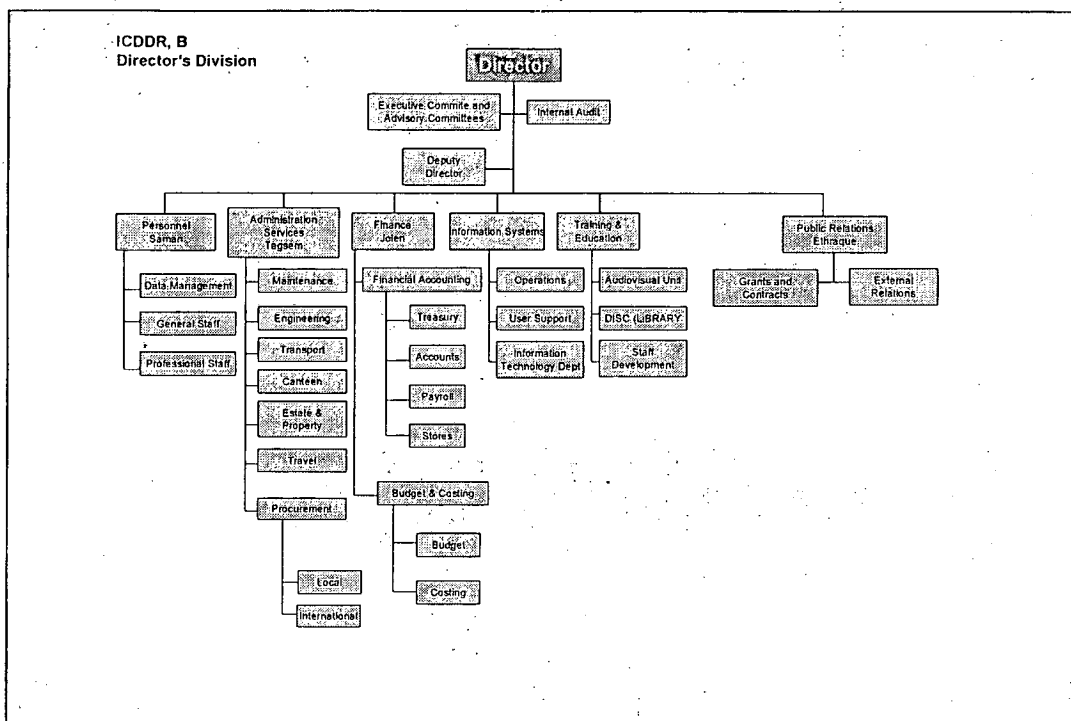 ICDDR, B
Director's Division
Director
Executive Commite and
Advisory Committees
Internal Audit
Deputy
Director
Personnel
Saman
Administration
Services
Tagsem
Finance
Jolen
nformation Systems
Training &
Education
Public Relations
Ethraque
Data Management
General Staff
Professional Staff
Maintenance
Engineering
Transport
Canteen
Estate &
Property
Travel
Procurement
Local
International
Financial Accounting
Treasury
Accounts
Payroll
Stores
Budget & Costing
Budget
Costing
Operations
User Support
Information
Technology Dept
Audiovisual Unit
DISC (LIBRARY
Staff
Development
Grants and
Contracts
External
Relations